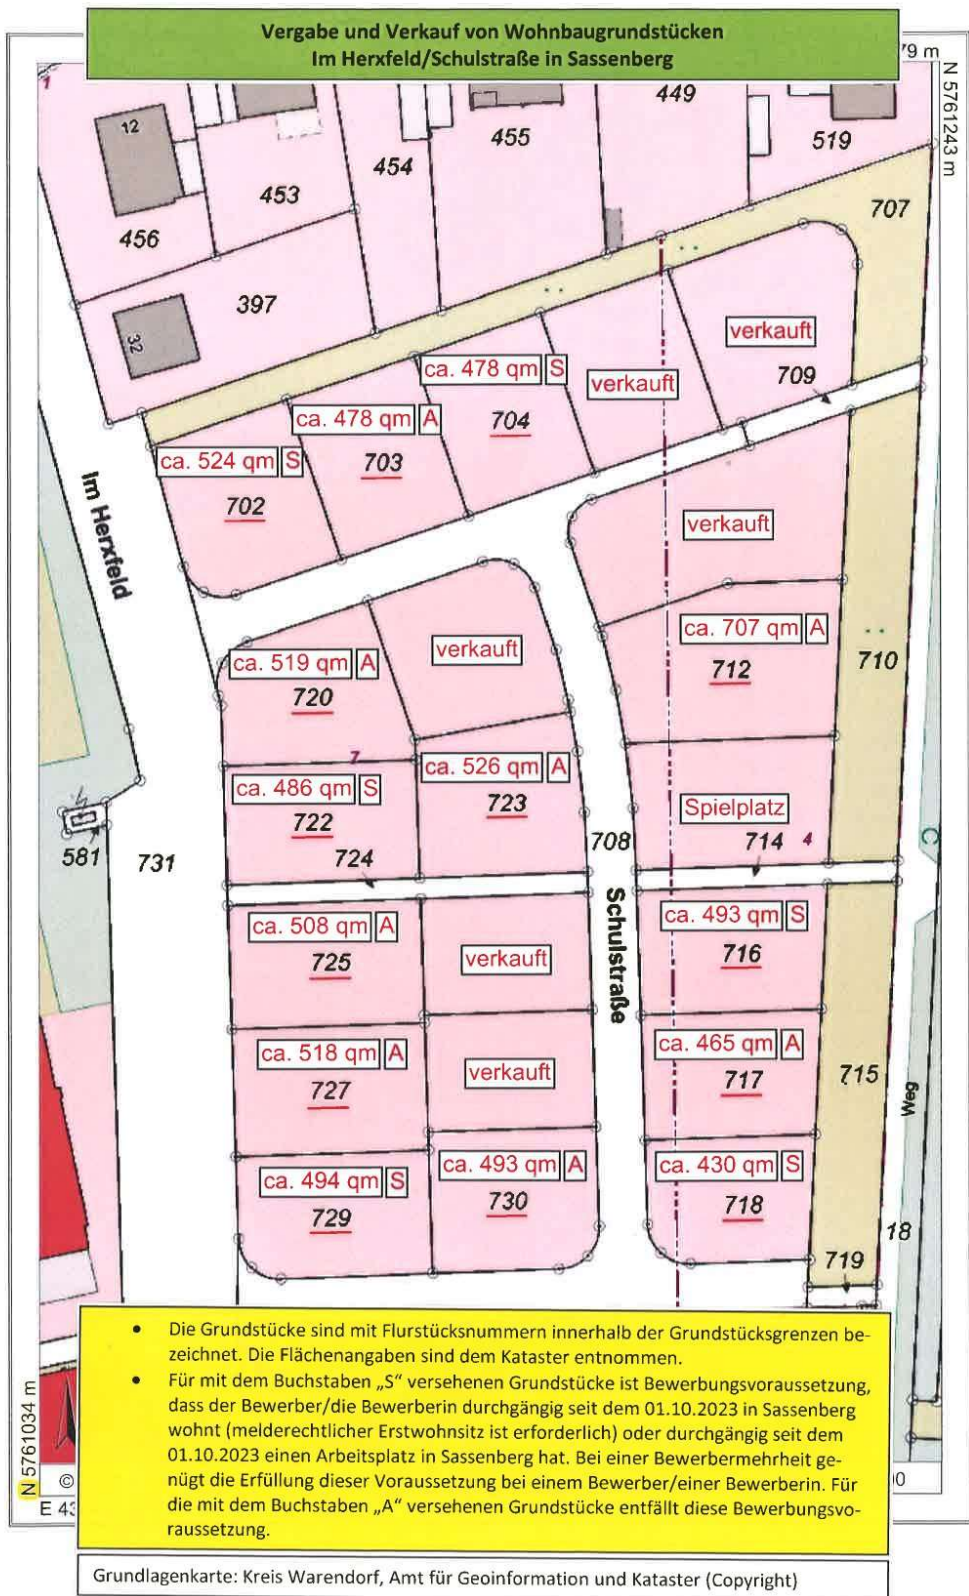 Vergabe und Verkauf von Wohnbaugrundstücken
Im Herxfeld/Schulstraße in Sassenberg
79 m
N 5761243 m
1
12
453
454
455
449
519
707
456
397
32
verkauft
709
verkauft
ca. 478 qm S
704
ca. 478 qm A
703
ca. 524 qm S
702
Im Herxfeld
verkauft
verkauft
ca. 707 qm A
712
710
ca. 519 qm A
720
7
ca. 526 qm A
723
ca. 486 qm S
722
724
Spielplatz
714
4
708
C
581
731
Schulstraße
ca. 508 qm A
725
verkauft
ca. 493 qm S
716
ca. 518 qm A
727
verkauft
ca. 465 qm A
717
715
Weg
ca. 494 qm S
729
ca. 493 qm A
730
ca. 430 qm S
718
18
719
• Die Grundstücke sind mit Flurstücksnummern innerhalb der Grundstücksgrenzen be-
zeichnet. Die Flächenangaben sind dem Kataster entnommen.
• Für mit dem Buchstaben „S“ versehenen Grundstücke ist Bewerbungsvoraussetzung,
dass der Bewerber/die Bewerberin durchgängig seit dem 01.10.2023 in Sassenberg
wohnt (melderechtlicher Erstwohnsitz ist erforderlich) oder durchgängig seit dem
01.10.2023 einen Arbeitsplatz in Sassenberg hat. Bei einer Bewerbermehrheit ge-
nügt die Erfüllung dieser Voraussetzung bei einem Bewerber/einer Bewerberin. Für
die mit dem Buchstaben „A“ versehenen Grundstücke entfällt diese Bewerbungsvo-
raussetzung.
N 5761034 m
©
E 43
00
Grundlagenkarte: Kreis Warendorf, Amt für Geoinformation und Kataster (Copyright)